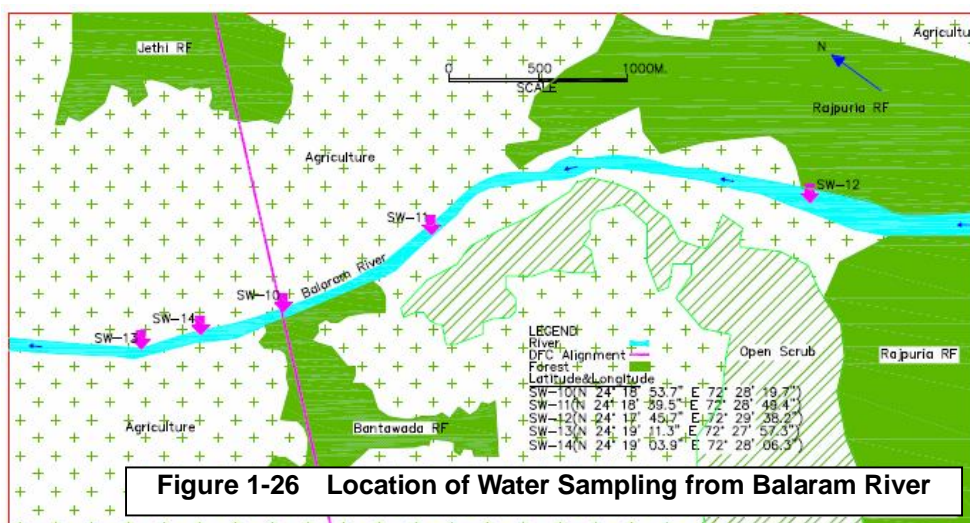 Jethi RF
Agricultu
N
0 500 1000M.
SCALE
Rajpuria RF
Agriculture
SW-12
SW-11
Balaram River
SW-10
SW-14
SW-13
LEGEND
River
DFC Alignment
Forest
Latitude&Longitude
SW-10(N 24° 18' 53.7" E 72° 28' 19.7")
SW-11(N 24° 18' 39.5" E 72° 28' 49.4")
SW-12(N 24° 17' 45.7" E 72° 29' 38.2")
SW-13(N 24° 19' 11.3" E 72° 27' 57.3")
SW-14(N 24° 19' 03.9" E 72° 28' 06.3")
Open Scrub
Rajpuria RF
Agriculture
Bantawada RF
Figure 1-26 Location of Water Sampling from Balaram River